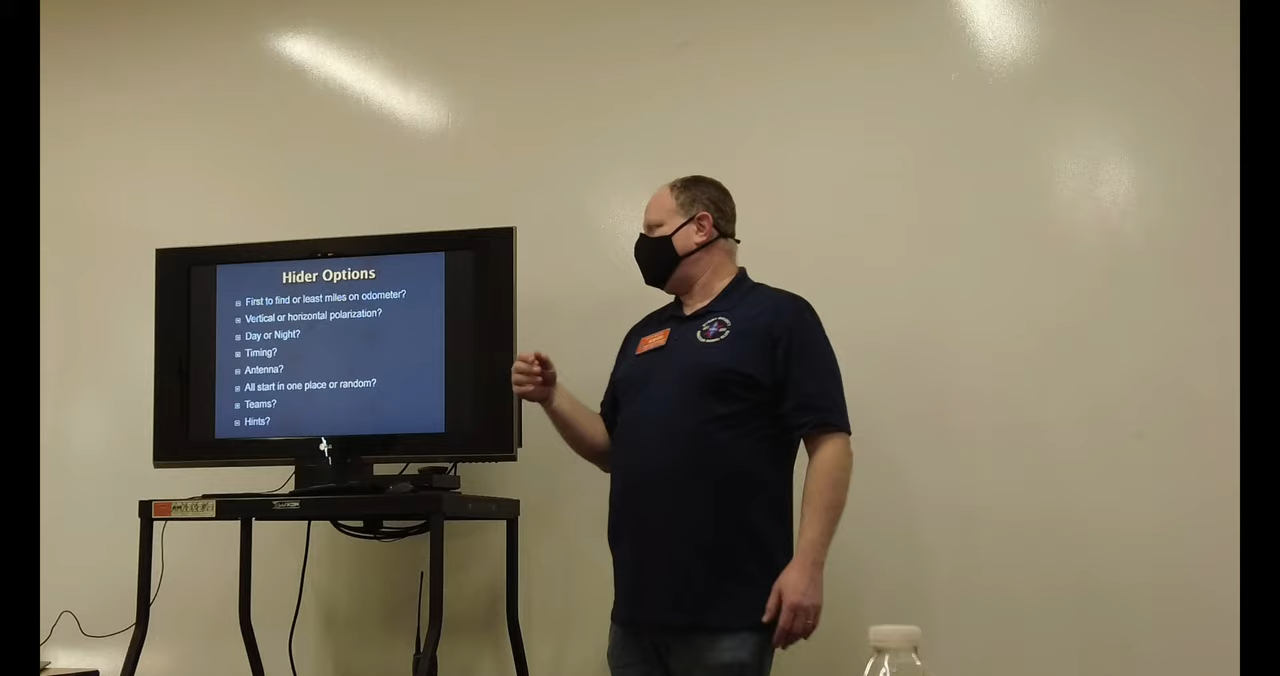 Hider Options
First to find or least miles on odometer?
Vertical or horizontal polarization?
Day or Night?
Timing?
Antenna?
All start in one place or random?
Teams?
Hints?
LUXOR